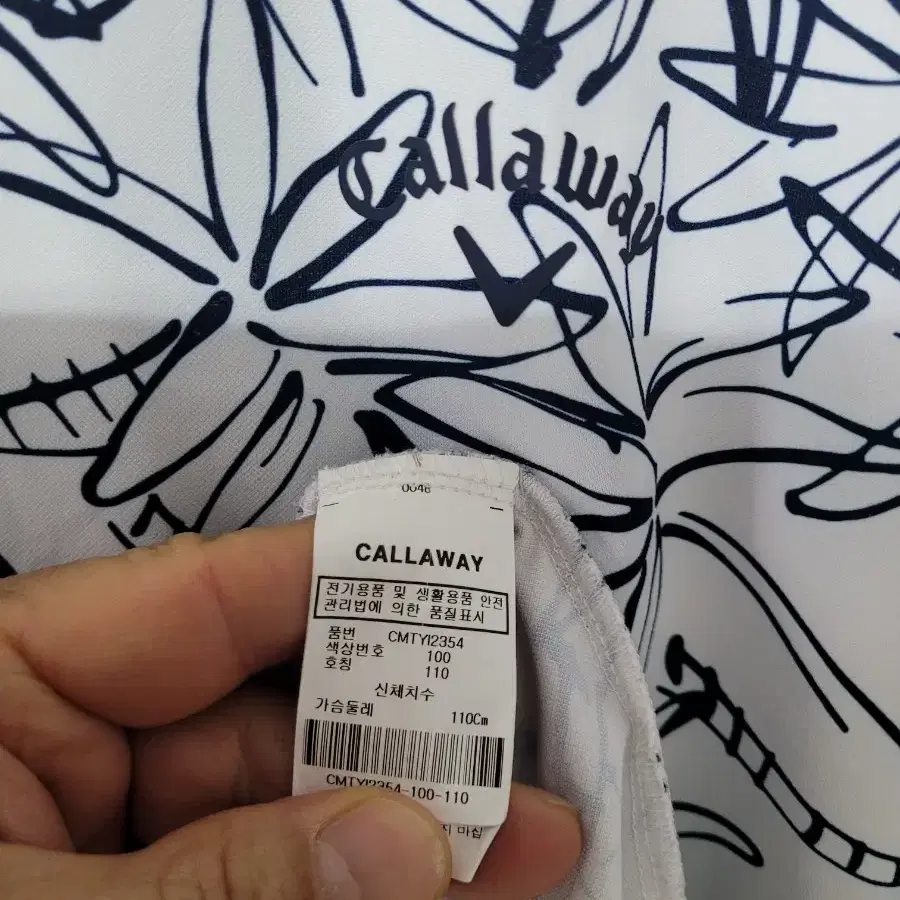 Callaway
0046
CALLAWAY
전기용품 및 생활용품 안전
관리법에 의한 품질표시
품번 CMTYI2354
색상번호 100
호칭 110
신체치수
가슴둘레 110Cm
CMTYI2354-100-110
마십